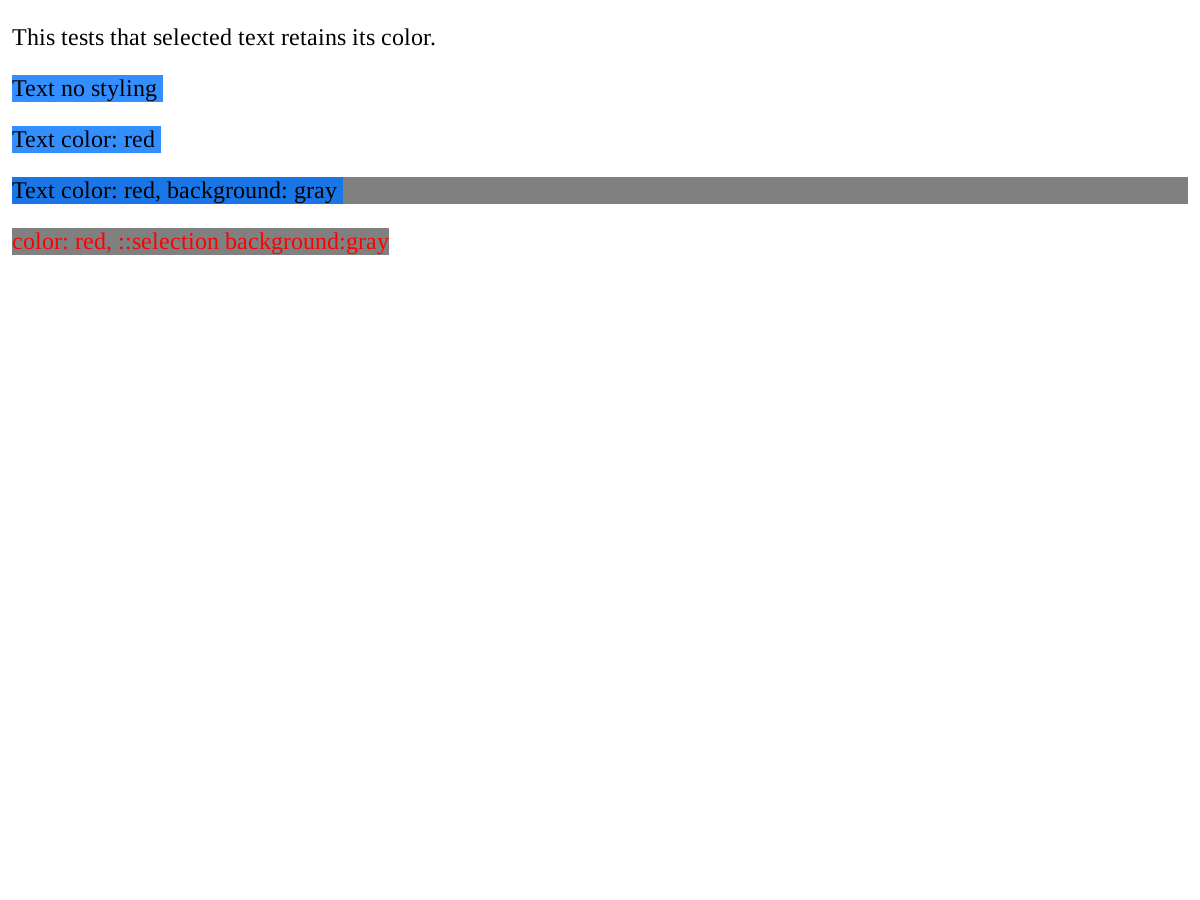 This tests that selected text retains its color.
Text no styling
Text color: red
Text color: red, background: gray
color: red, ::selection background:gray